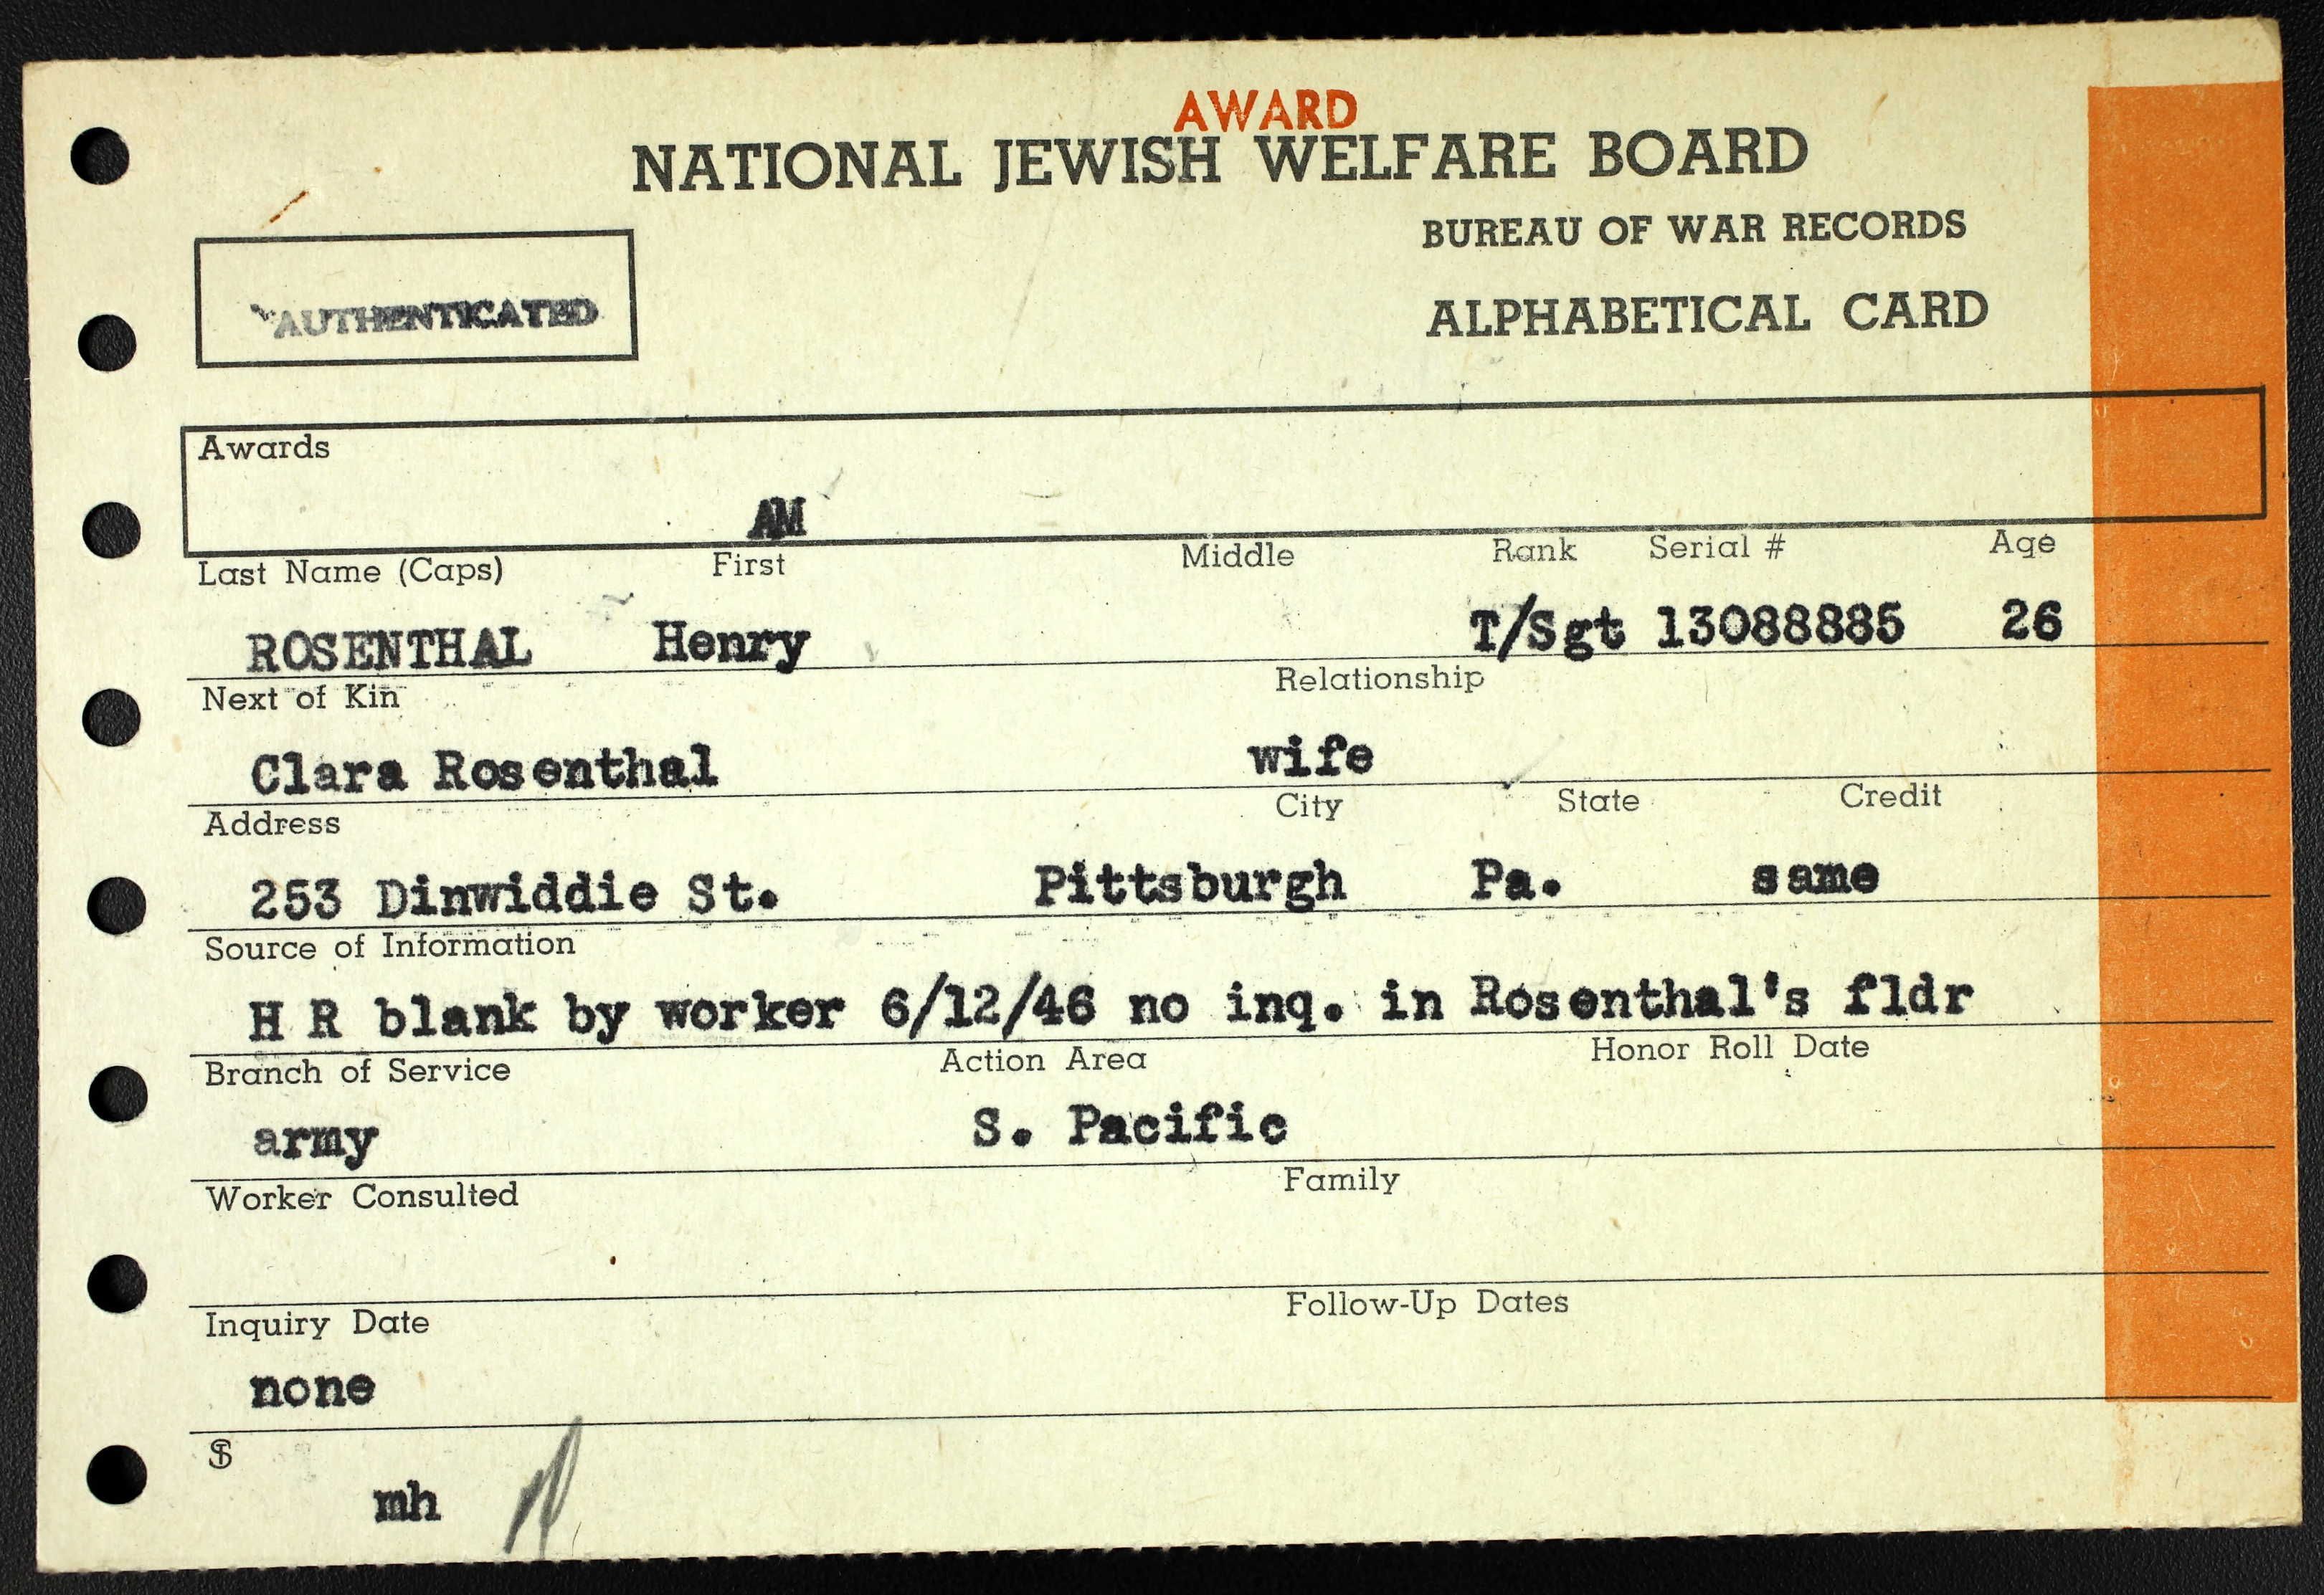 AWARD
NATIONAL JEWISH WELFARE BOARD
BUREAU OF WAR RECORDS
AUTHENTICATED
ALPHABETICAL CARD
Awards
AM
Last Name (Caps) First Middle Rank Serial # Age
ROSENTHAL Henry T/Sgt 13088885 26
Next of Kin Relationship
Clara Rosenthal wife
Address City State Credit
253 Dinwiddie St. Pittsburgh Pa. same
Source of Information
H R blank by worker 6/12/46 no inq. in Rosenthal's fldr
Branch of Service Action Area Honor Roll Date
army S. Pacific
Worker Consulted Family
Inquiry Date Follow-Up Dates
none
$
mh